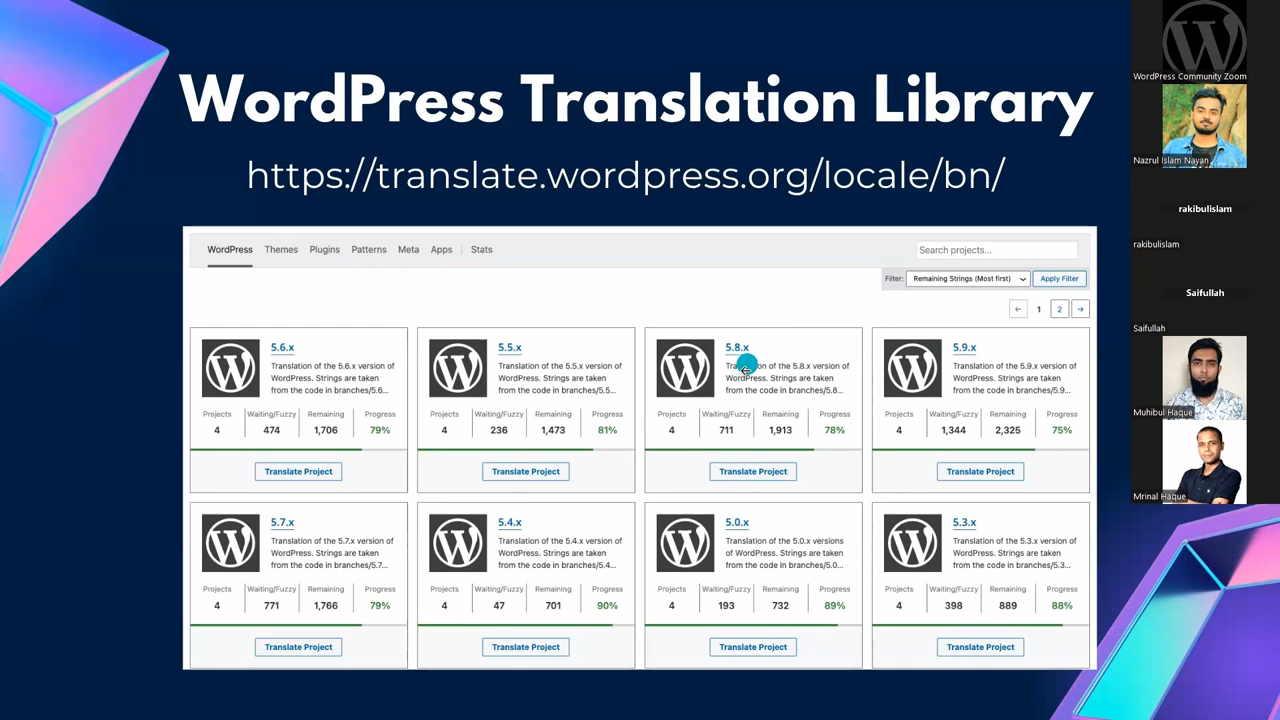 WordPress Translation Library
https://translate.wordpress.org/locale/bn/
WordPress Themes Plugins Patterns Meta Apps Stats
Search projects...
Filter: Remaining Strings (Most first) Apply Filter
← 1 2 →
5.6.x
Translation of the 5.6.x version of
WordPress. Strings are taken
from the code in branches/5.6...
Projects Waiting/Fuzzy Remaining Progress
4 474 1,706 79%
Translate Project
5.5.x
Translation of the 5.5.x version of
WordPress. Strings are taken
from the code in branches/5.5...
Projects Waiting/Fuzzy Remaining Progress
4 236 1,473 81%
Translate Project
5.8.x
of the 5.8.x version of
WordPress. Strings are taken
from the code in branches/5.8...
Projects Waiting/Fuzzy Remaining Progress
4 711 1,913 78%
Translate Project
5.9.x
Translation of the 5.9.x version of
WordPress. Strings are taken
from the code in branches/5.9...
Projects Waiting/Fuzzy Remaining Progress
4 1,344 2,325 75%
Translate Project
5.7.x
Translation of the 5.7.x version of
WordPress. Strings are taken
from the code in branches/5.7...
Projects Waiting/Fuzzy Remaining Progress
4 771 1,766 79%
Translate Project
5.4.x
Translation of the 5.4.x version of
WordPress. Strings are taken
from the code in branches/5.4...
Projects Waiting/Fuzzy Remaining Progress
4 47 701 90%
Translate Project
5.0.x
Translation of the 5.0.x versions
of WordPress. Strings are taken
from the code in branches/5.0...
Projects Waiting/Fuzzy Remaining Progress
4 193 732 89%
Translate Project
5.3.x
Translation of the 5.3.x version of
WordPress. Strings are taken
from the code in branches/5.3...
Projects Waiting/Fuzzy Remaining Progress
4 398 889 88%
Translate Project
WordPress Community Zoom
Nazrul Islam Nayan
rakibulislam
rakibulislam
Saifullah
Saifullah
Muhibul Haque
Mrinal Haque